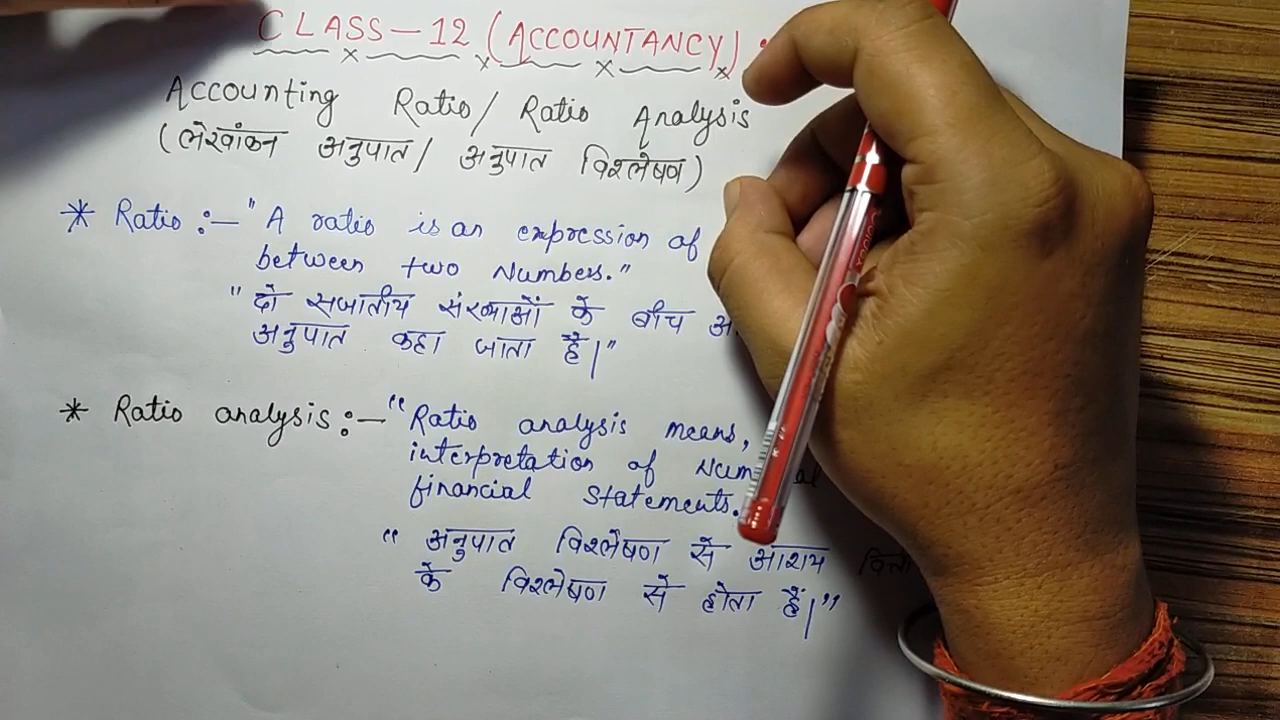 CLASS-12 (ACCOUNTANCY) :
Accounting Ratio/ Ratio Analysis
(लेखांकन अनुपात/ अनुपात विश्लेषण)
* Ratio :- "A ratio is an expression of
between two Numbers."
"दो सजातीय संख्याओं के बीच
अनुपात कहा जाता है।"
* Ratio analysis :- "Ratio analysis means,
interpretation of
financial statements.
"अनुपात विश्लेषण से आशय
के विश्लेषण से होता हैं।"